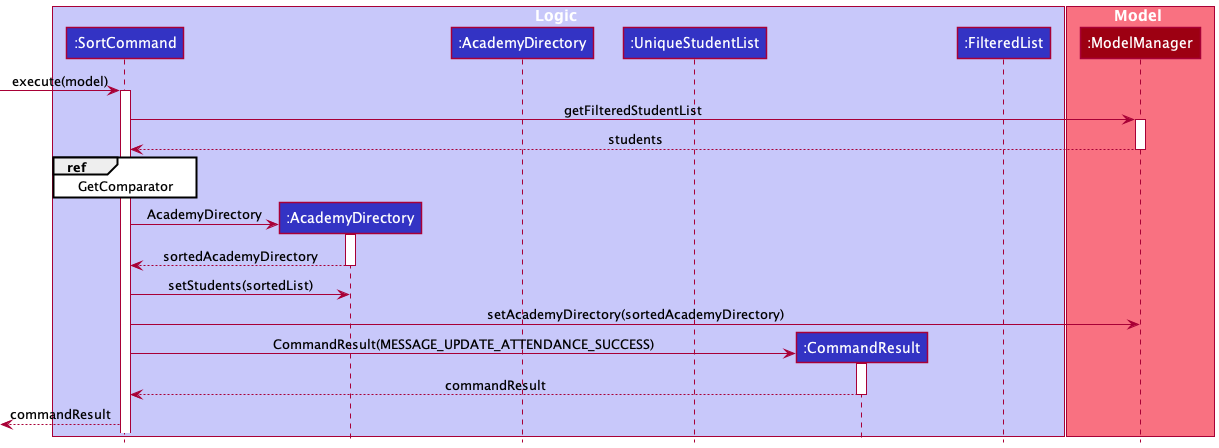 Logic
Model
:SortCommand
:AcademyDirectory
:UniqueStudentList
:FilteredList
:ModelManager
execute(model)
getFilteredStudentList
students
ref
GetComparator
AcademyDirectory
:AcademyDirectory
sortedAcademyDirectory
setStudents(sortedList)
setAcademyDirectory(sortedAcademyDirectory)
CommandResult(MESSAGE_UPDATE_ATTENDANCE_SUCCESS)
:CommandResult
commandResult
commandResult